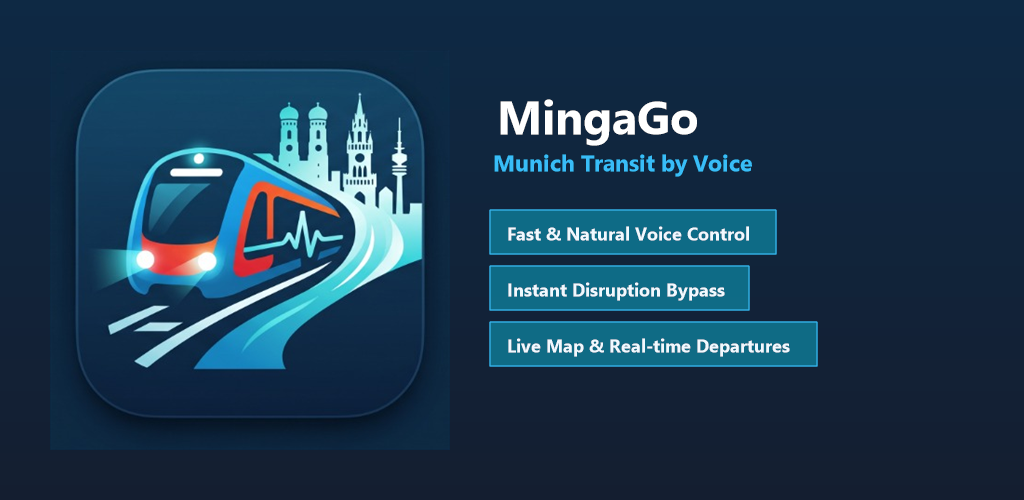 MingaGo
Munich Transit by Voice
Fast & Natural Voice Control
Instant Disruption Bypass
Live Map & Real-time Departures